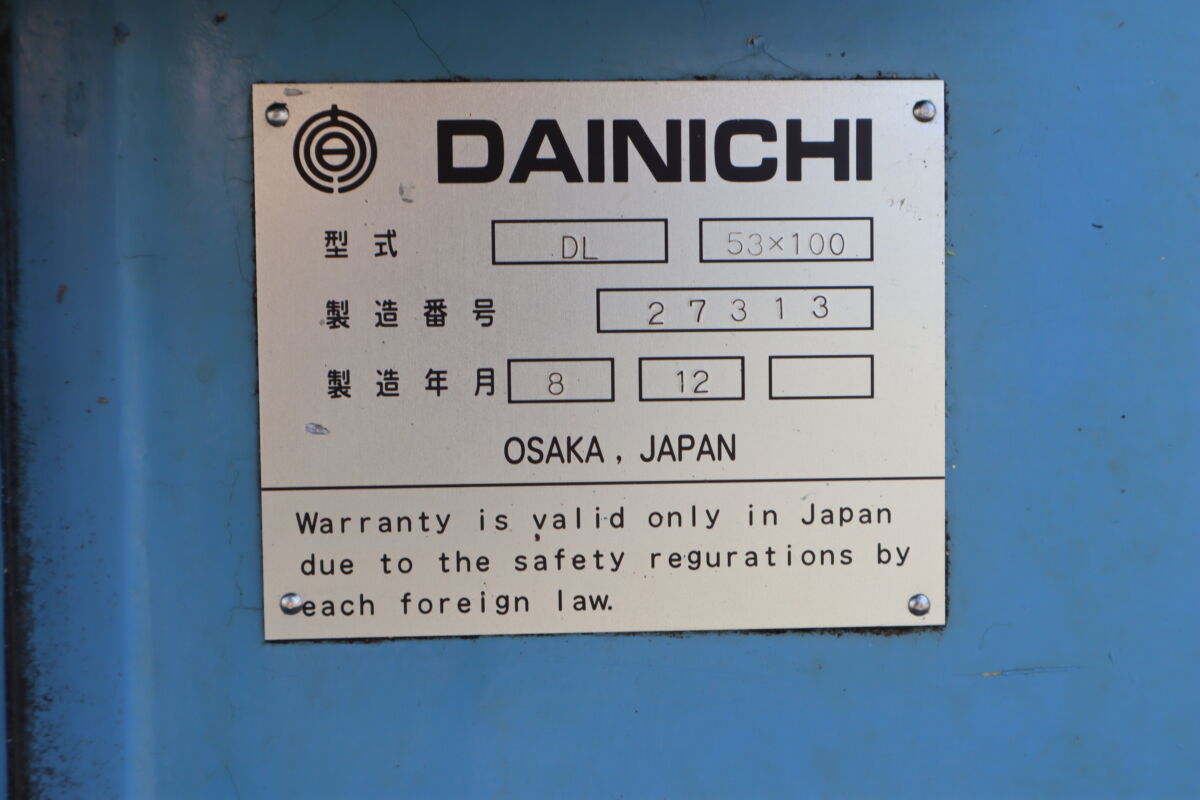 DAINICHI
型式 DL 53×100
製造番号 27313
製造年月 8 12
OSAKA, JAPAN
Warranty is valid only in Japan
due to the safety regurations by
each foreign law.